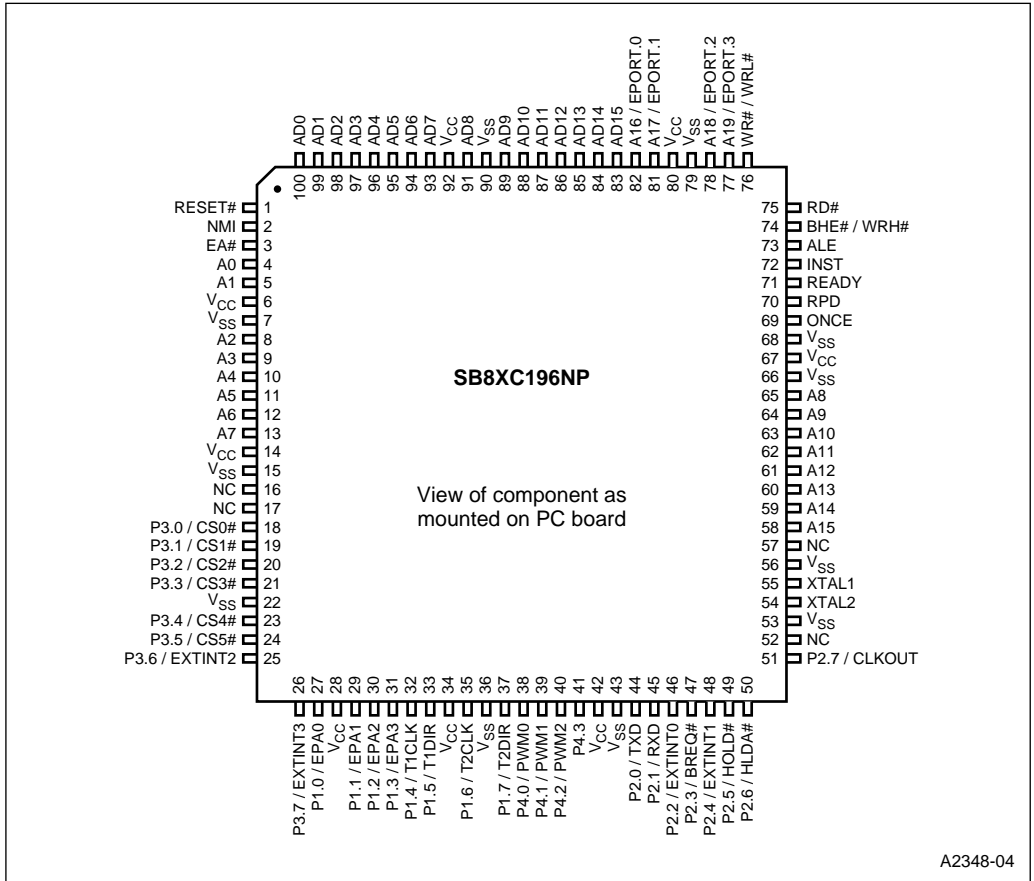 AD0
AD1
AD2
AD3
AD4
AD5
AD6
AD7
VCC
AD8
VSS
AD9
AD10
AD11
AD12
AD13
AD14
AD15
A16 / EPORT.0
A17 / EPORT.1
VCC
VSS
A18 / EPORT.2
A19 / EPORT.3
WR# / WRL#
100
99
98
97
96
95
94
93
92
91
90
89
88
87
86
85
84
83
82
81
80
79
78
77
76
RESET# 1
NMI 2
EA# 3
A0 4
A1 5
VCC 6
VSS 7
A2 8
A3 9
A4 10
A5 11
A6 12
A7 13
VCC 14
VSS 15
NC 16
NC 17
P3.0 / CS0# 18
P3.1 / CS1# 19
P3.2 / CS2# 20
P3.3 / CS3# 21
VSS 22
P3.4 / CS4# 23
P3.5 / CS5# 24
P3.6 / EXTINT2 25
SB8XC196NP
View of component as
mounted on PC board
75 RD#
74 BHE# / WRH#
73 ALE
72 INST
71 READY
70 RPD
69 ONCE
68 VSS
67 VCC
66 VSS
65 A8
64 A9
63 A10
62 A11
61 A12
60 A13
59 A14
58 A15
57 NC
56 VSS
55 XTAL1
54 XTAL2
53 VSS
52 NC
51 P2.7 / CLKOUT
26
27
28
29
30
31
32
33
34
35
36
37
38
39
40
41
42
43
44
45
46
47
48
49
50
P3.7 / EXTINT3
P1.0 / EPA0
VCC
P1.1 / EPA1
P1.2 / EPA2
P1.3 / EPA3
P1.4 / T1CLK
P1.5 / T1DIR
VCC
P1.6 / T2CLK
VSS
P1.7 / T2DIR
P4.0 / PWM0
P4.1 / PWM1
P4.2 / PWM2
P4.3
VCC
VSS
P2.0 / TXD
P2.1 / RXD
P2.2 / EXTINT0
P2.3 / BREQ#
P2.4 / EXTINT1
P2.5 / HOLD#
P2.6 / HLDA#
A2348-04